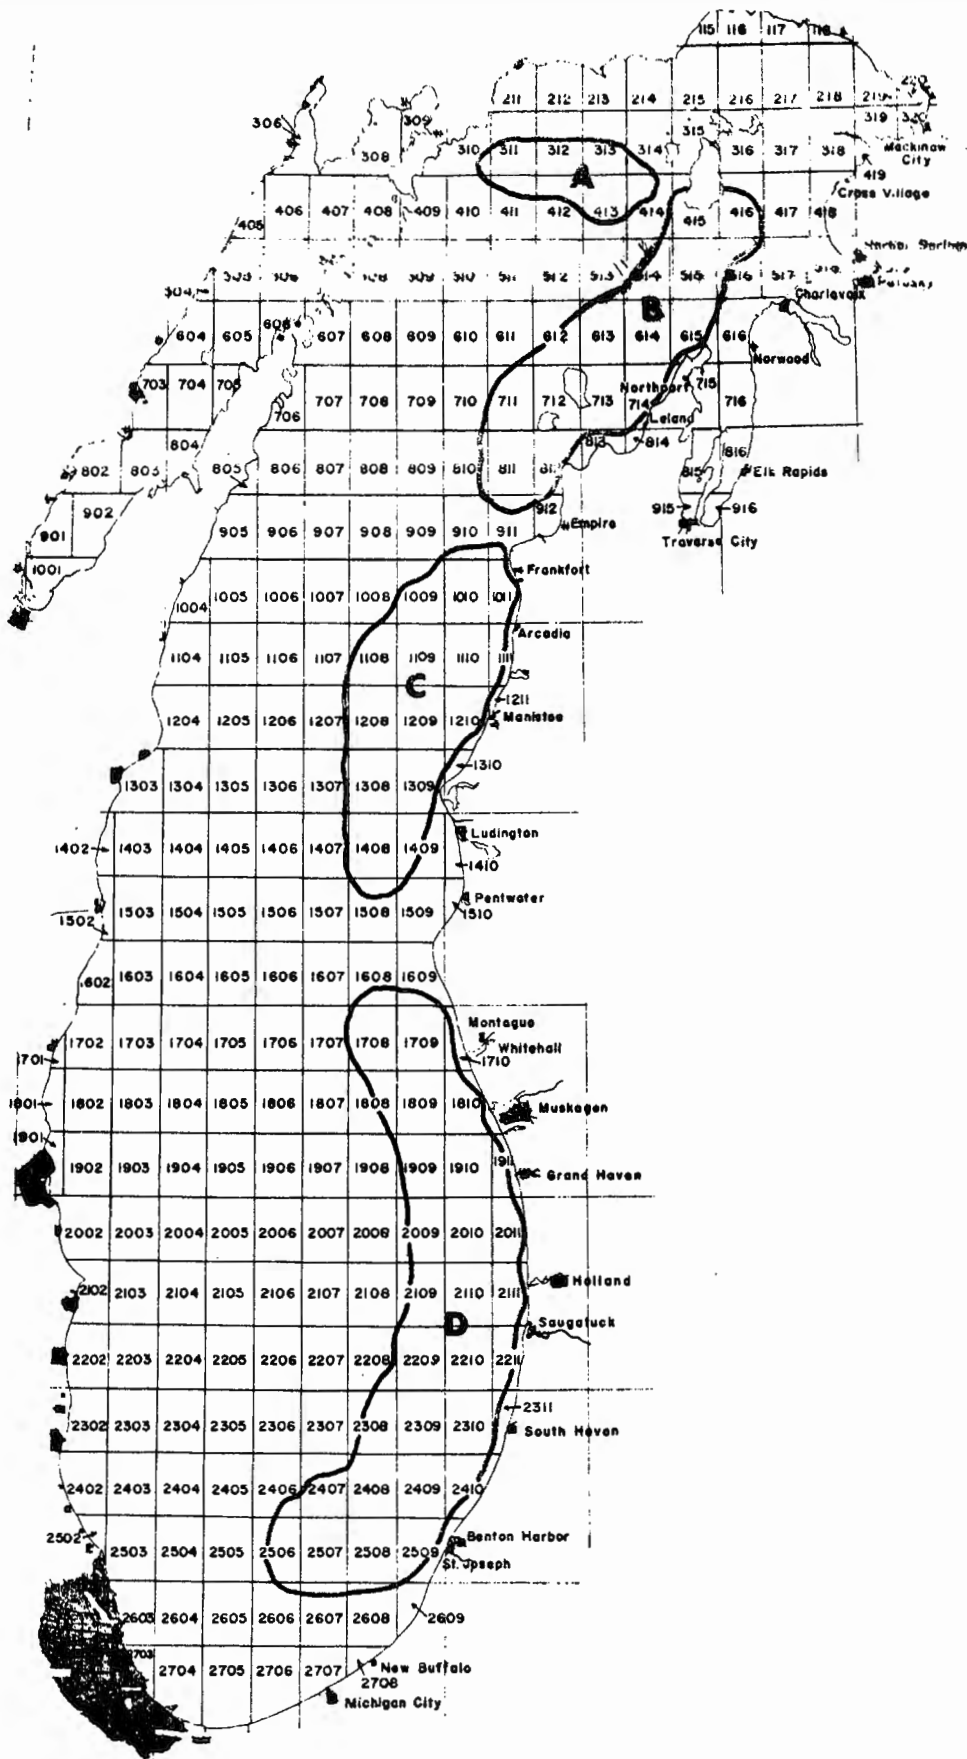 115 116 117 118
211 212 213 214 215 216 217 218 219
306 309 315 319 320
308 310 311 312 313 314 316 317 318 Mackinaw City
A 419
Cross Village
405 406 407 408 409 410 411 412 413 414 415 416 417 418
509 510 511 512 513 514 515 516 517
504 B Charlevoix
604 605 606 607 608 609 610 611 612 613 614 615 616
Norwood
703 704 705 Northport 715
706 707 708 709 710 711 712 713 714 716
Leland
804 813 814 816
802 803 805 806 807 808 809 810 811 815 Elk Rapids
902 912 915 916
901 905 906 907 908 909 910 911 Empire
Traverse City
1001 Frankfort
1004 1005 1006 1007 1008 1009 1010 1011
Arcadia
1104 1105 1106 1107 1108 1109 1110 1111
C 1211
1204 1205 1206 1207 1208 1209 1210 Manistee
1310
1303 1304 1305 1306 1307 1308 1309
Ludington
1402 1403 1404 1405 1406 1407 1408 1409
1410
Pentwater
1502 1503 1504 1505 1506 1507 1508 1509 1510
1602 1603 1604 1605 1606 1607 1608 1609
Montague
1702 1703 1704 1705 1706 1707 1708 1709 Whitehall
1701 1710
1801 1802 1803 1804 1805 1806 1807 1808 1809 1810 Muskegon
1901
1902 1903 1904 1905 1906 1907 1908 1909 1910 1911 Grand Haven
2002 2003 2004 2005 2006 2007 2008 2009 2010 2011
Holland
2102 2103 2104 2105 2106 2107 2108 2109 2110 2111
D Saugatuck
2202 2203 2204 2205 2206 2207 2208 2209 2210 2211
2311
2302 2303 2304 2305 2306 2307 2308 2309 2310 South Haven
2402 2403 2404 2405 2406 2407 2408 2409 2410
2502 Benton Harbor
2503 2504 2505 2506 2507 2508 2509 St. Joseph
2603 2604 2605 2606 2607 2608 2609
2703
2704 2705 2706 2707 New Buffalo
2708
Michigan City